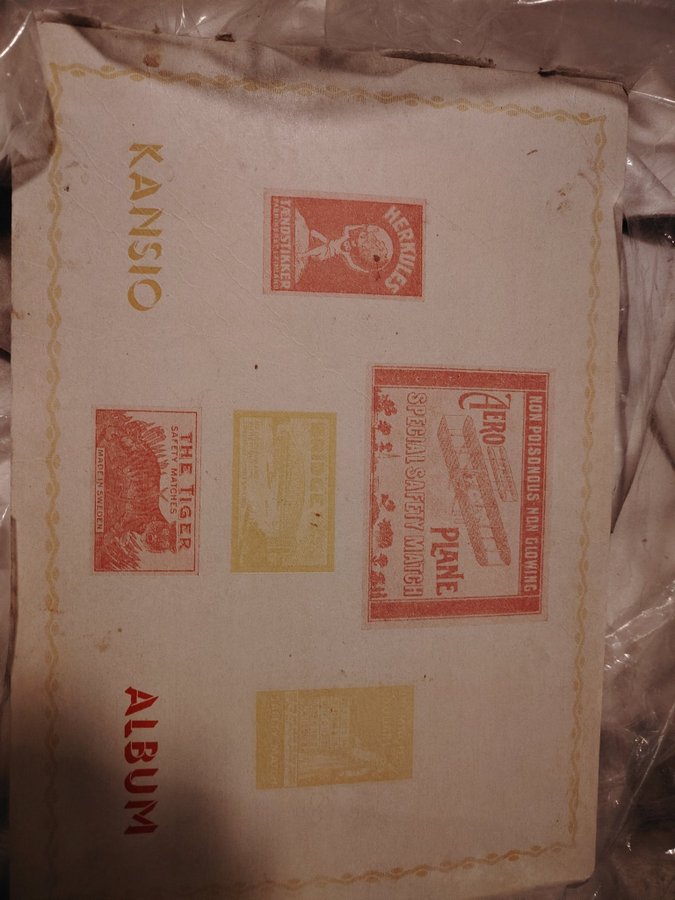 NON POISONOUS NON GLOWING
AERO
PLANE
SPECIAL SAFETY MATCH
HERKULES
TÆNDSTIKKER
BRIDGE
THE TIGER
SAFETY MATCHES
MADE IN SWEDEN
KANSIO
ALBUM